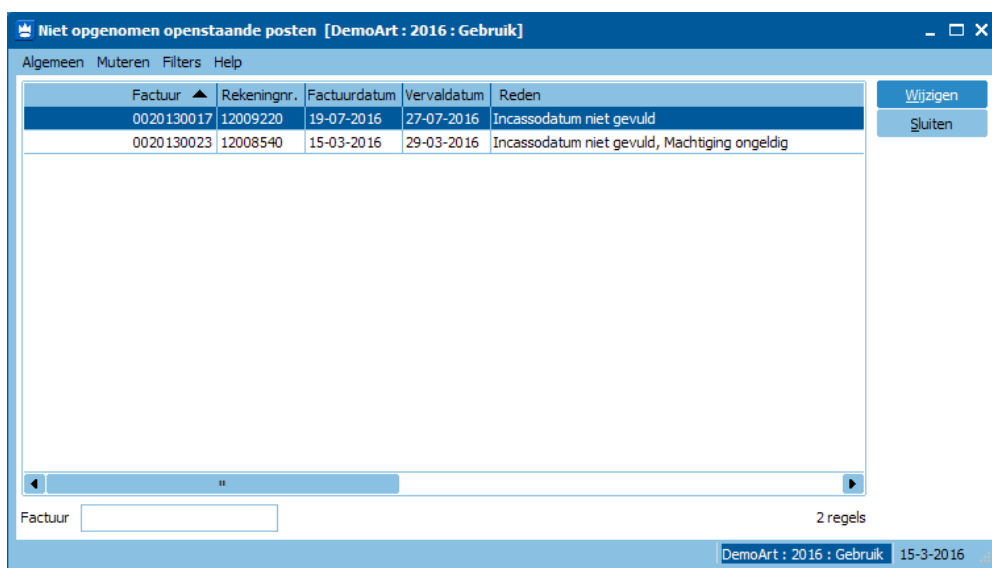 Niet opgenomen openstaande posten [DemoArt : 2016 : Gebruik]
Algemeen Muteren Filters Help
Factuur Rekeningnr. Factuurdatum Vervaldatum Reden
0020130017 12009220 19-07-2016 27-07-2016 Incassodatum niet gevuld
0020130023 12008540 15-03-2016 29-03-2016 Incassodatum niet gevuld, Machtiging ongeldig
Wijzigen
Sluiten
Factuur 2 regels
DemoArt : 2016 : Gebruik 15-3-2016